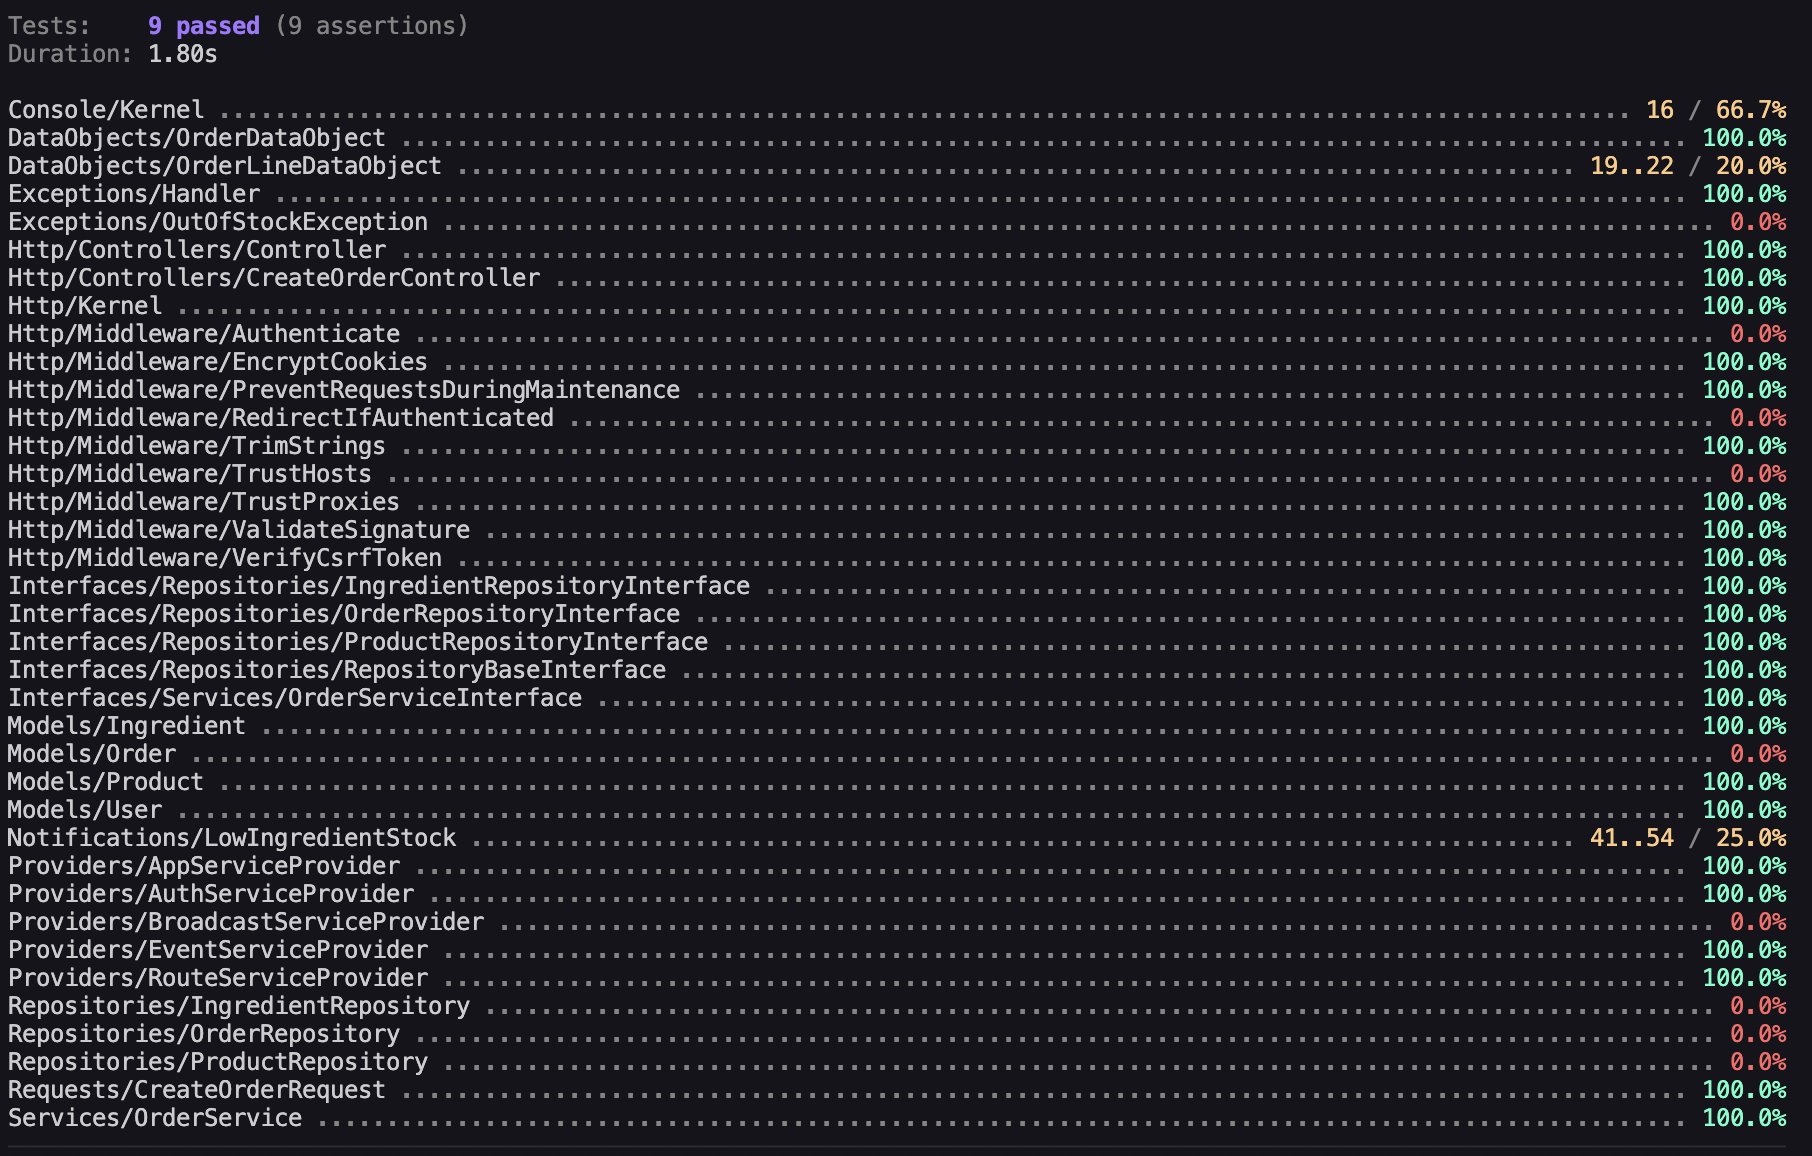 Tests:    9 passed (9 assertions)
Duration: 1.80s
Console/Kernel ..................................................................................................... 16 / 66.7%
DataObjects/OrderDataObject ............................................................................................ 100.0%
DataObjects/OrderLineDataObject ................................................................................ 19..22 / 20.0%
Exceptions/Handler ..................................................................................................... 100.0%
Exceptions/OutOfStockException ........................................................................................... 0.0%
Http/Controllers/Controller ............................................................................................ 100.0%
Http/Controllers/CreateOrderController ................................................................................. 100.0%
Http/Kernel ............................................................................................................ 100.0%
Http/Middleware/Authenticate ............................................................................................. 0.0%
Http/Middleware/EncryptCookies ......................................................................................... 100.0%
Http/Middleware/PreventRequestsDuringMaintenance ....................................................................... 100.0%
Http/Middleware/RedirectIfAuthenticated .................................................................................. 0.0%
Http/Middleware/TrimStrings ............................................................................................ 100.0%
Http/Middleware/TrustHosts ............................................................................................... 0.0%
Http/Middleware/TrustProxies ........................................................................................... 100.0%
Http/Middleware/ValidateSignature ...................................................................................... 100.0%
Http/Middleware/VerifyCsrfToken ........................................................................................ 100.0%
Interfaces/Repositories/IngredientRepositoryInterface .................................................................. 100.0%
Interfaces/Repositories/OrderRepositoryInterface ....................................................................... 100.0%
Interfaces/Repositories/ProductRepositoryInterface ..................................................................... 100.0%
Interfaces/Repositories/RepositoryBaseInterface ........................................................................ 100.0%
Interfaces/Services/OrderServiceInterface .............................................................................. 100.0%
Models/Ingredient ...................................................................................................... 100.0%
Models/Order ............................................................................................................. 0.0%
Models/Product ......................................................................................................... 100.0%
Models/User ............................................................................................................ 100.0%
Notifications/LowIngredientStock ............................................................................... 41..54 / 25.0%
Providers/AppServiceProvider ........................................................................................... 100.0%
Providers/AuthServiceProvider .......................................................................................... 100.0%
Providers/BroadcastServiceProvider ....................................................................................... 0.0%
Providers/EventServiceProvider ......................................................................................... 100.0%
Providers/RouteServiceProvider ......................................................................................... 100.0%
Repositories/IngredientRepository ........................................................................................ 0.0%
Repositories/OrderRepository ............................................................................................. 0.0%
Repositories/ProductRepository ........................................................................................... 0.0%
Requests/CreateOrderRequest ............................................................................................ 100.0%
Services/OrderService .................................................................................................. 100.0%